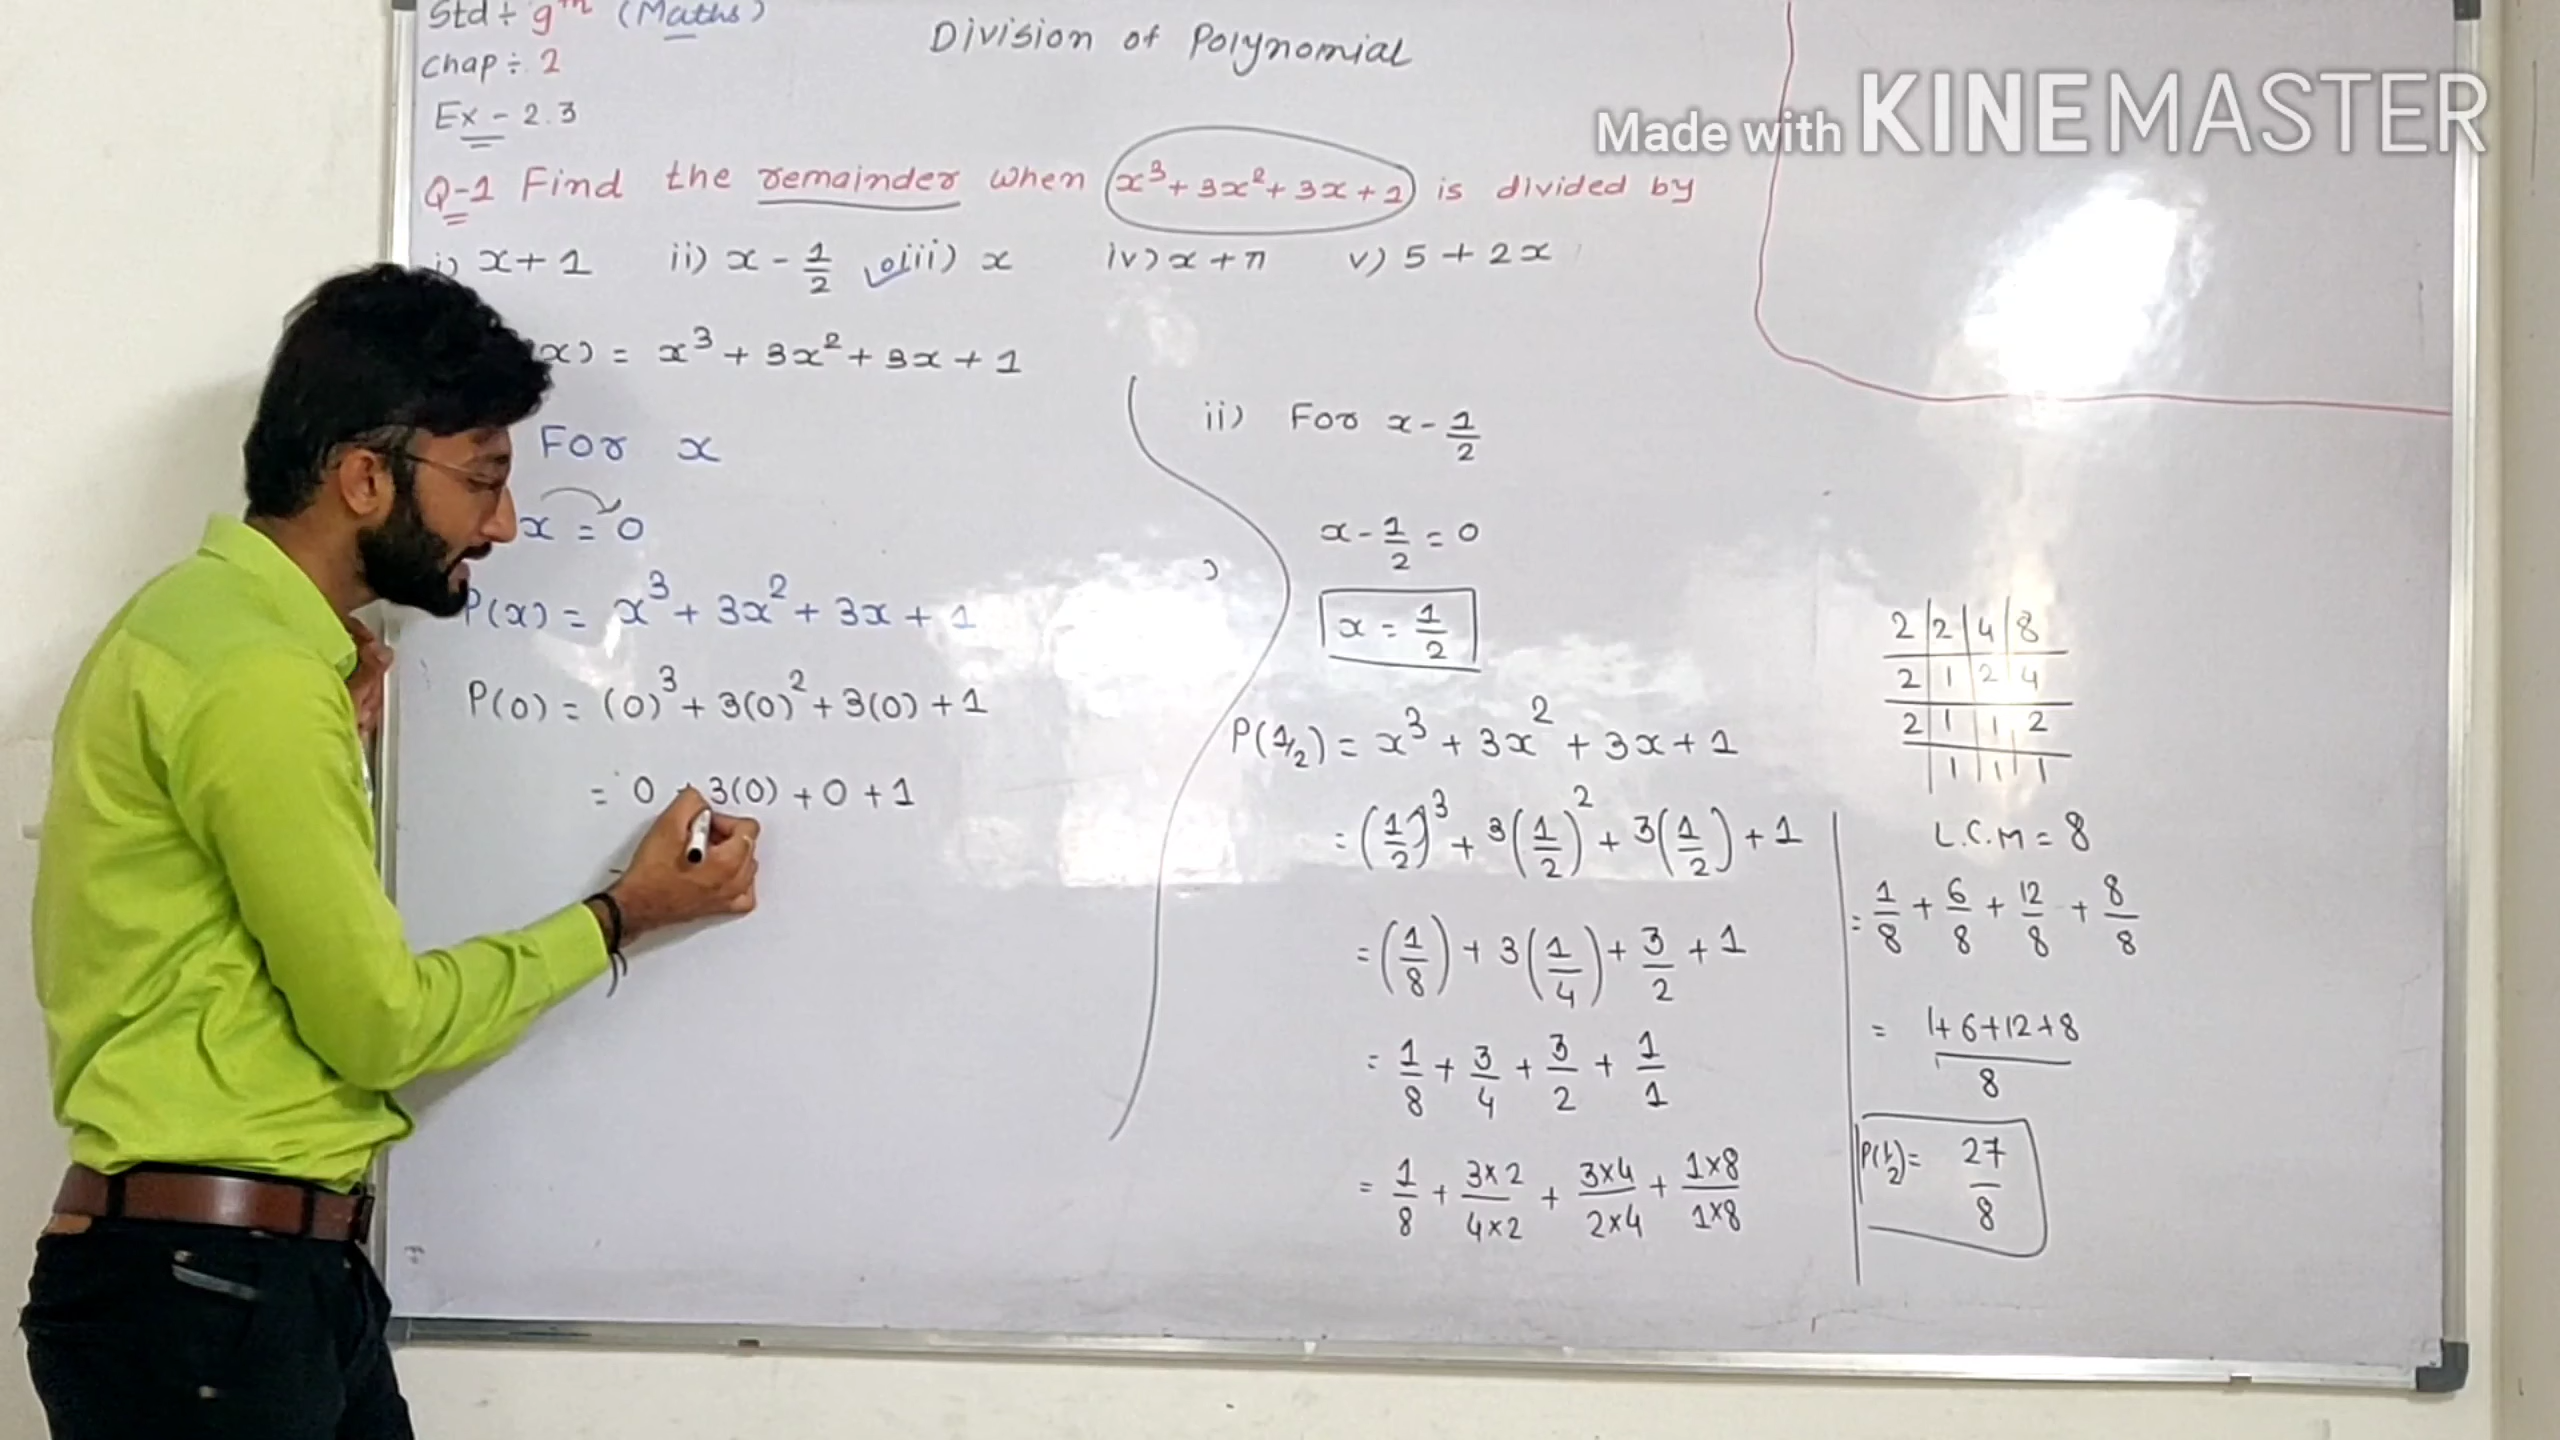 Std÷ 9th (Maths)
Division of Polynomial
Chap÷ 2
Ex - 2.3
Made with KINEMASTER
Q-1 Find the remainder when x³ + 3x² + 3x + 1 is divided by
i) x + 1 ii) x - 1/2 iii) x iv) x + π v) 5 + 2x
x) = x³ + 3x² + 3x + 1
For x
x = 0
P(x) = x³ + 3x² + 3x + 1
P(0) = (0)³ + 3(0)² + 3(0) + 1
= 0 + 3(0) + 0 + 1
ii) For x - 1/2
x - 1/2 = 0
x = 1/2
P(1/2) = x³ + 3x² + 3x + 1
= (1/2)³ + 3(1/2)² + 3(1/2) + 1
= (1/8) + 3(1/4) + 3/2 + 1
= 1/8 + 3/4 + 3/2 + 1/1
= 1/8 + 3×2/4×2 + 3×4/2×4 + 1×8/1×8
2 | 2 | 4 | 8
2 | 1 | 2 | 4
2 | 1 | 1 | 2
| 1 | 1 | 1
L.C.M = 8
= 1/8 + 6/8 + 12/8 + 8/8
= 1+6+12+8/8
P(1/2) = 27/8